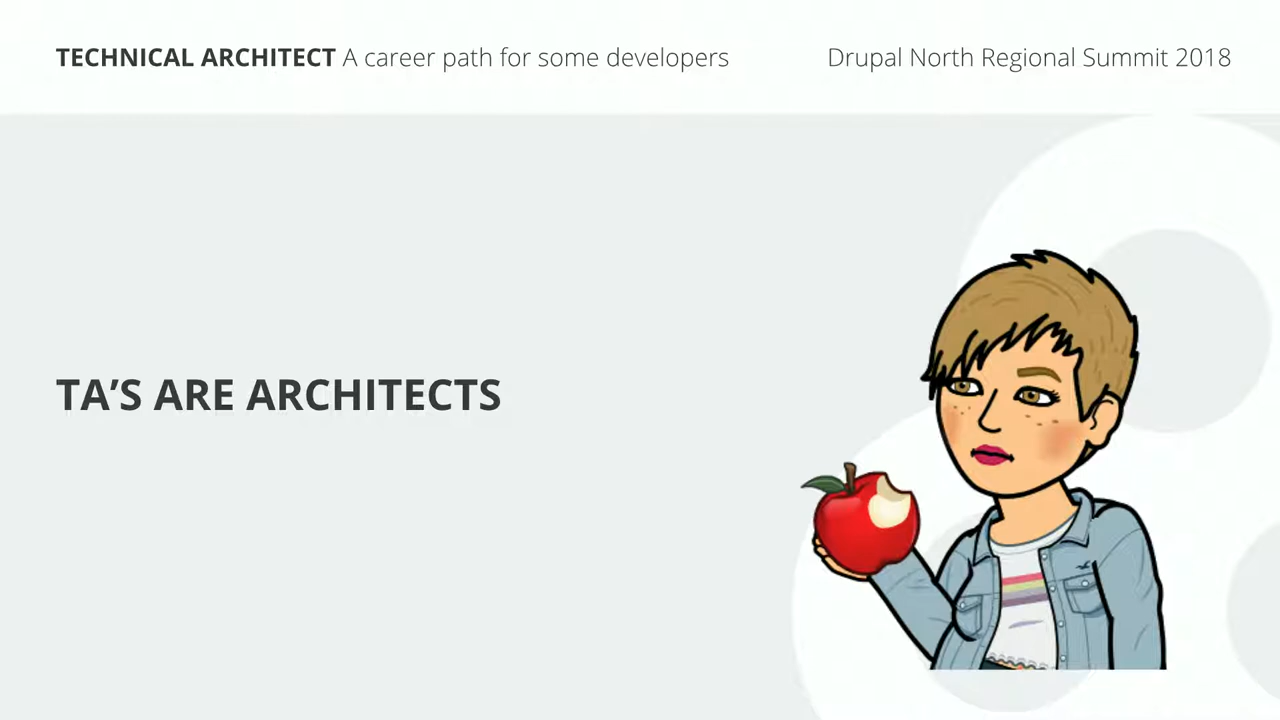 TECHNICAL ARCHITECT A career path for some developers
Drupal North Regional Summit 2018
TA’S ARE ARCHITECTS